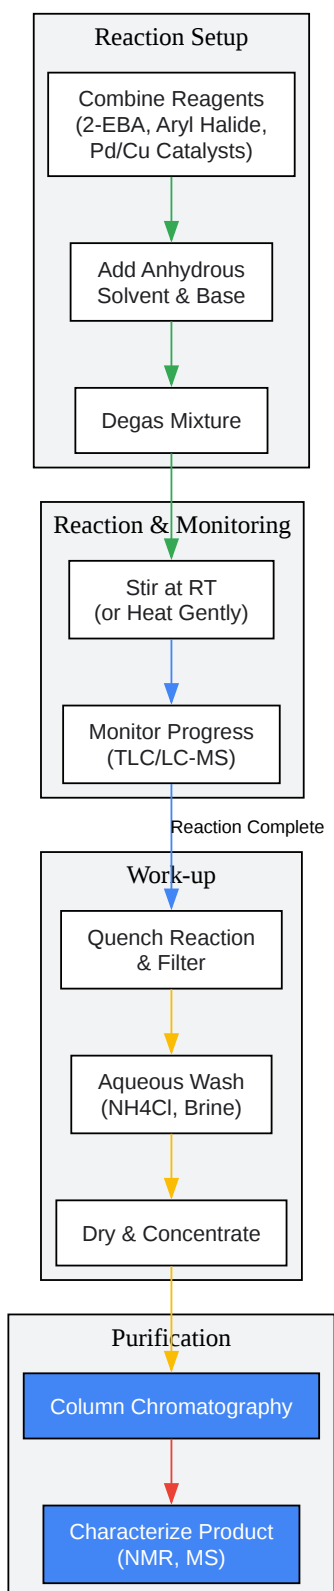 Reaction Setup
Combine Reagents
(2-EBA, Aryl Halide,
Pd/Cu Catalysts)
Add Anhydrous
Solvent & Base
Degas Mixture
Reaction & Monitoring
Stir at RT
(or Heat Gently)
Monitor Progress
(TLC/LC-MS)
Reaction Complete
Work-up
Quench Reaction
& Filter
Aqueous Wash
(NH4Cl, Brine)
Dry & Concentrate
Purification
Column Chromatography
Characterize Product
(NMR, MS)